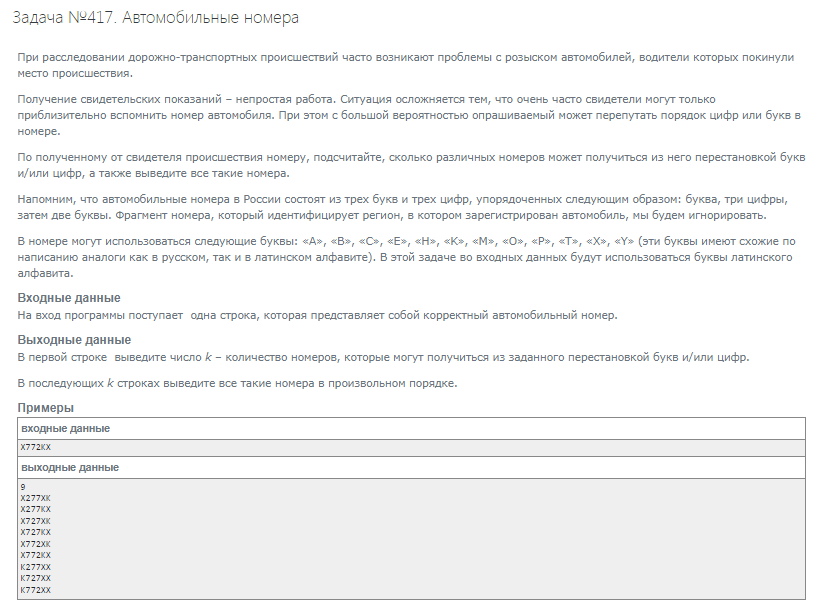 Задача №417. Автомобильные номера
При расследовании дорожно-транспортных происшествий часто возникают проблемы с розыском автомобилей, водители которых покинули
место происшествия.
Получение свидетельских показаний – непростая работа. Ситуация осложняется тем, что очень часто свидетели могут только
приблизительно вспомнить номер автомобиля. При этом с большой вероятностью опрашиваемый может перепутать порядок цифр или букв в
номере.
По полученному от свидетеля происшествия номеру, подсчитайте, сколько различных номеров может получиться из него перестановкой букв
и/или цифр, а также выведите все такие номера.
Напомним, что автомобильные номера в России состоят из трех букв и трех цифр, упорядоченных следующим образом: буква, три цифры,
затем две буквы. Фрагмент номера, который идентифицирует регион, в котором зарегистрирован автомобиль, мы будем игнорировать.
В номере могут использоваться следующие буквы: «A», «B», «C», «E», «H», «K», «M», «O», «P», «T», «X», «Y» (эти буквы имеют схожие по
написанию аналоги как в русском, так и в латинском алфавите). В этой задаче во входных данных будут использоваться буквы латинского
алфавита.
Входные данные
На вход программы поступает одна строка, которая представляет собой корректный автомобильный номер.
Выходные данные
В первой строке выведите число k – количество номеров, которые могут получиться из заданного перестановкой букв и/или цифр.
В последующих k строках выведите все такие номера в произвольном порядке.
Примеры
входные данные
X772KX
выходные данные
9
X277XK
X277KX
X727XK
X727KX
X772XK
X772KX
K277XX
K727XX
K772XX